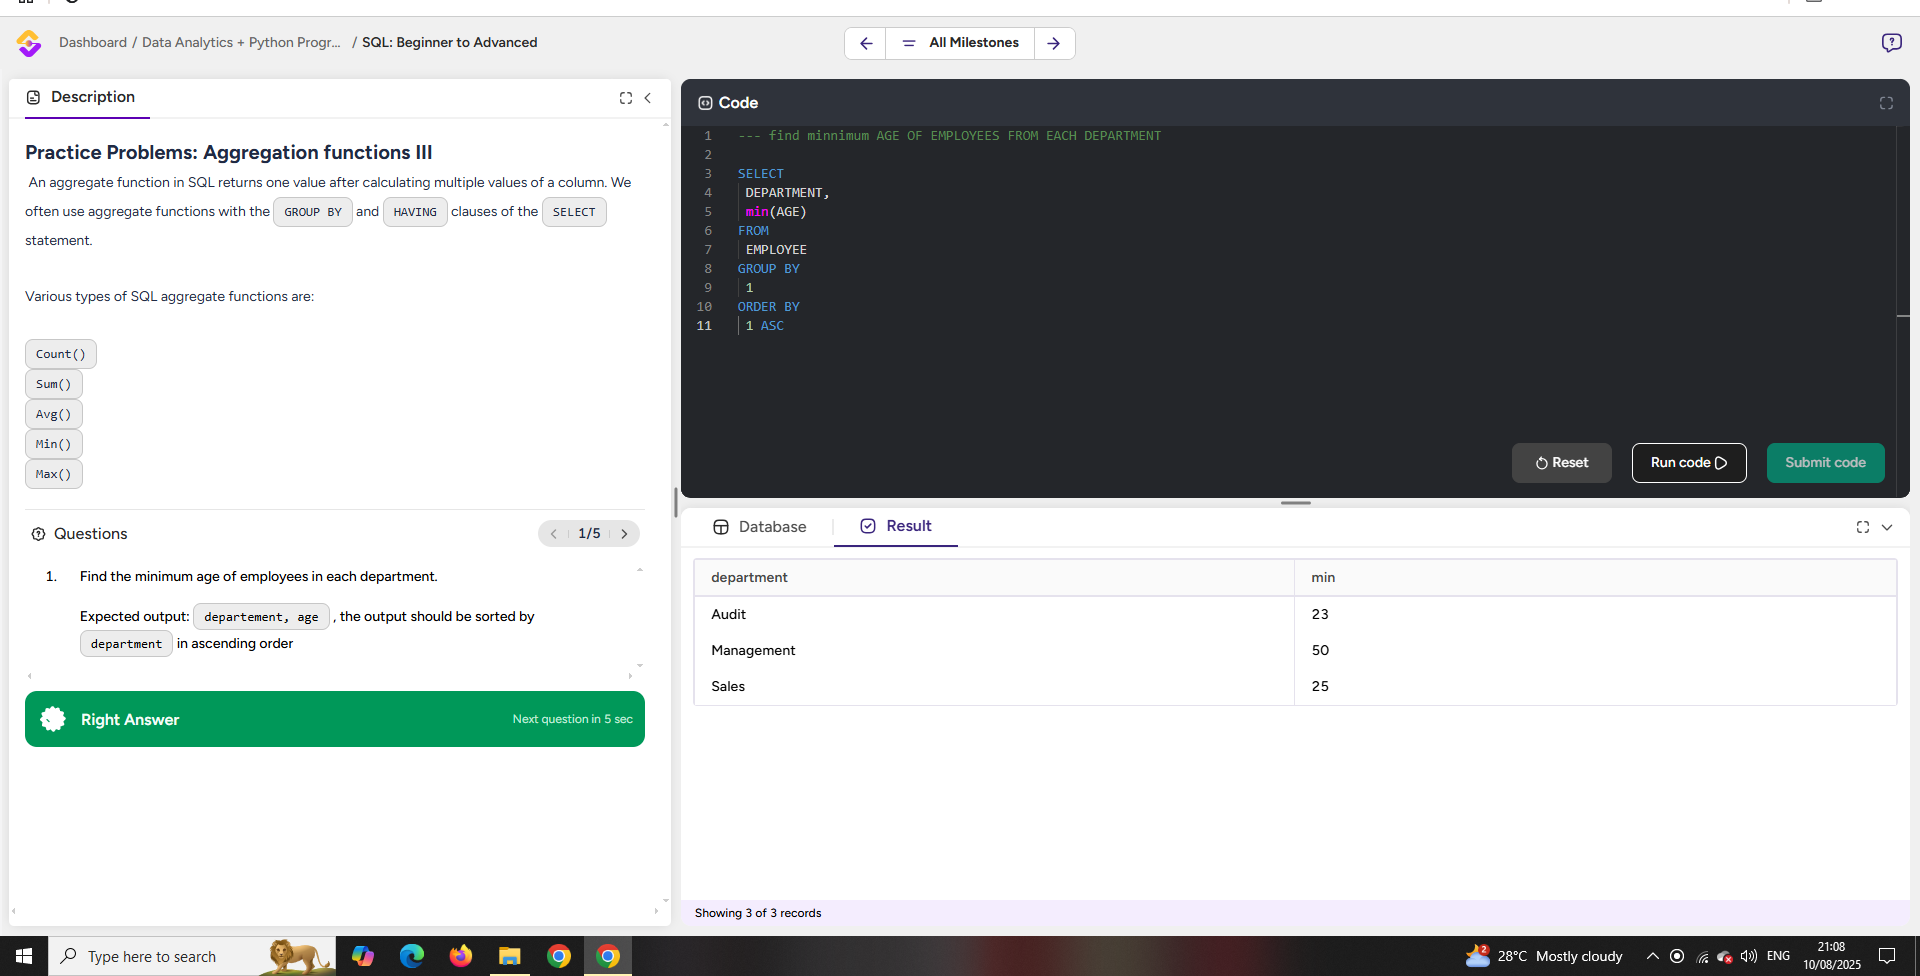 Dashboard / Data Analytics + Python Progr... / SQL: Beginner to Advanced
All Milestones
Description
Practice Problems: Aggregation functions III
An aggregate function in SQL returns one value after calculating multiple values of a column. We
often use aggregate functions with the GROUP BY and HAVING clauses of the SELECT
statement.
Various types of SQL aggregate functions are:
Count()
Sum()
Avg()
Min()
Max()
Questions
1/5
1. Find the minimum age of employees in each department.
Expected output: departement, age , the output should be sorted by
department in ascending order
Right Answer
Next question in 5 sec
Code
1 --- find minnimum AGE OF EMPLOYEES FROM EACH DEPARTMENT
2
3 SELECT
4 DEPARTMENT,
5 min(AGE)
6 FROM
7 EMPLOYEE
8 GROUP BY
9 1
10 ORDER BY
11 1 ASC
Reset
Run code
Submit code
Database
Result
department min
Audit 23
Management 50
Sales 25
Showing 3 of 3 records
Type here to search
2
28°C Mostly cloudy
ENG
21:08
10/08/2025